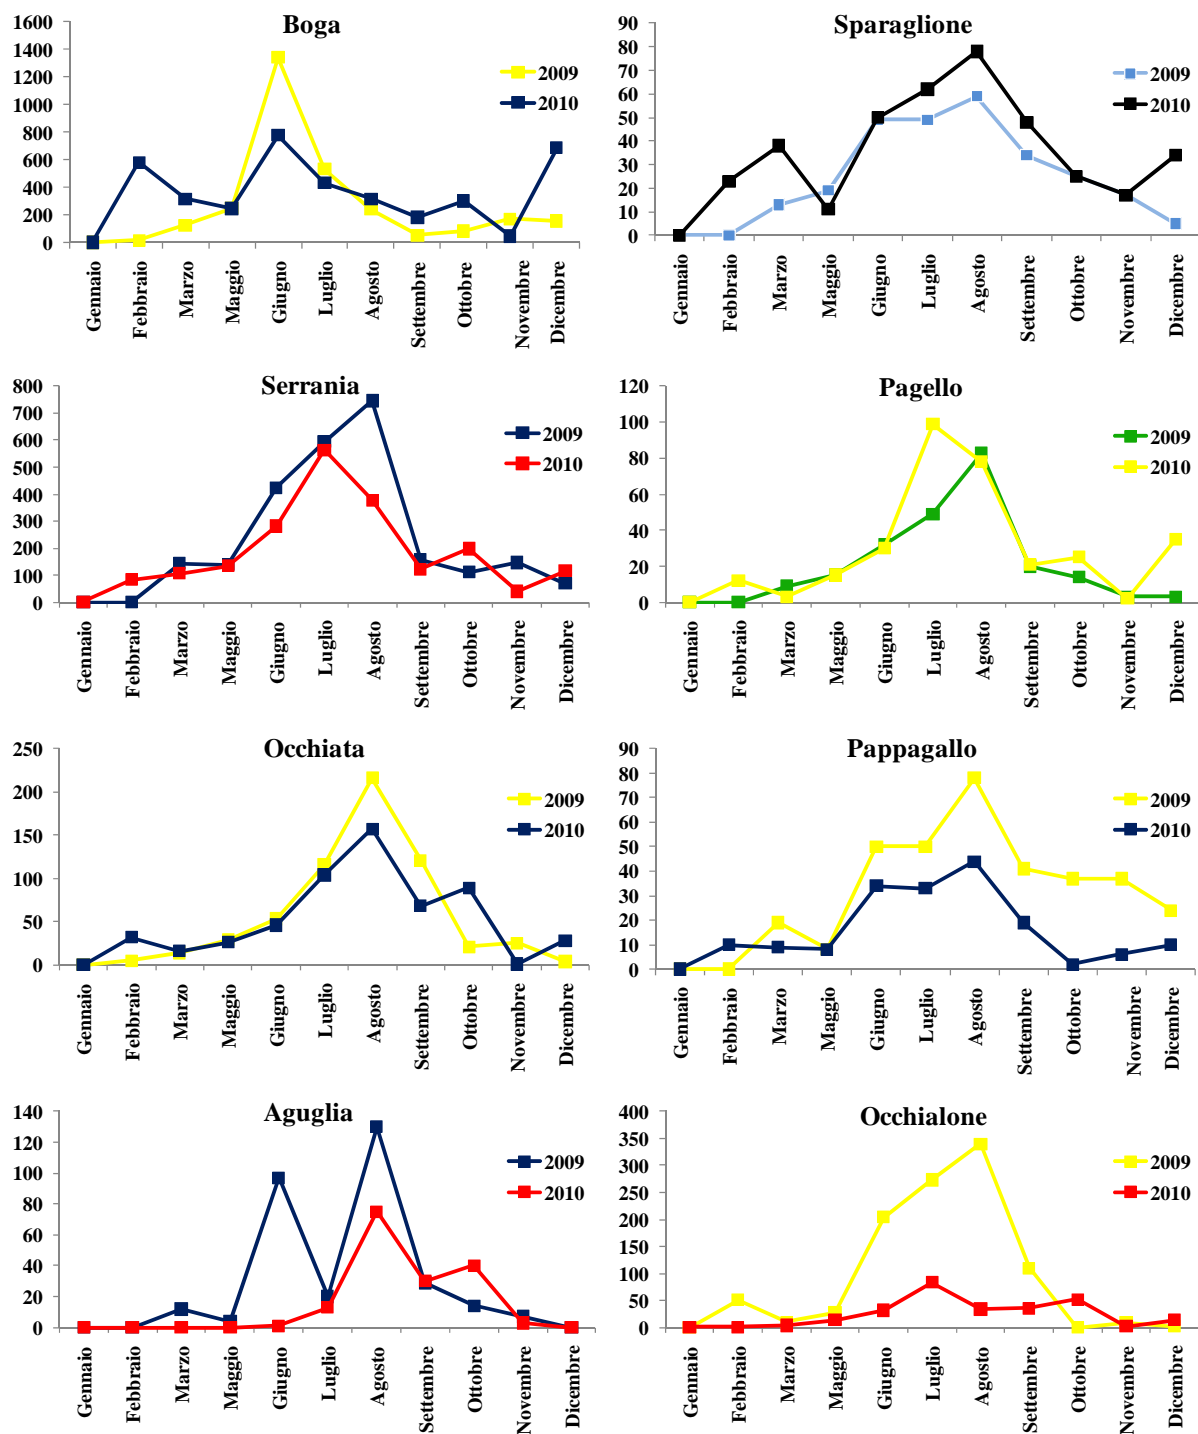 Boga
1600
1400
1200
1000
800
600
400
200
0
2009
2010
Gennaio
Febbraio
Marzo
Maggio
Giugno
Luglio
Agosto
Settembre
Ottobre
Novembre
Dicembre
Sparaglione
90
80
70
60
50
40
30
20
10
0
2009
2010
Gennaio
Febbraio
Marzo
Maggio
Giugno
Luglio
Agosto
Settembre
Ottobre
Novembre
Dicembre
Serrania
800
700
600
500
400
300
200
100
0
2009
2010
Gennaio
Febbraio
Marzo
Maggio
Giugno
Luglio
Agosto
Settembre
Ottobre
Novembre
Dicembre
Pagello
120
100
80
60
40
20
0
2009
2010
Gennaio
Febbraio
Marzo
Maggio
Giugno
Luglio
Agosto
Settembre
Ottobre
Novembre
Dicembre
Occhiata
250
200
150
100
50
0
2009
2010
Gennaio
Febbraio
Marzo
Maggio
Giugno
Luglio
Agosto
Settembre
Ottobre
Novembre
Dicembre
Pappagallo
90
80
70
60
50
40
30
20
10
0
2009
2010
Gennaio
Febbraio
Marzo
Maggio
Giugno
Luglio
Agosto
Settembre
Ottobre
Novembre
Dicembre
Aguglia
140
120
100
80
60
40
20
0
2009
2010
Gennaio
Febbraio
Marzo
Maggio
Giugno
Luglio
Agosto
Settembre
Ottobre
Novembre
Dicembre
Occhialone
400
350
300
250
200
150
100
50
0
2009
2010
Gennaio
Febbraio
Marzo
Maggio
Giugno
Luglio
Agosto
Settembre
Ottobre
Novembre
Dicembre